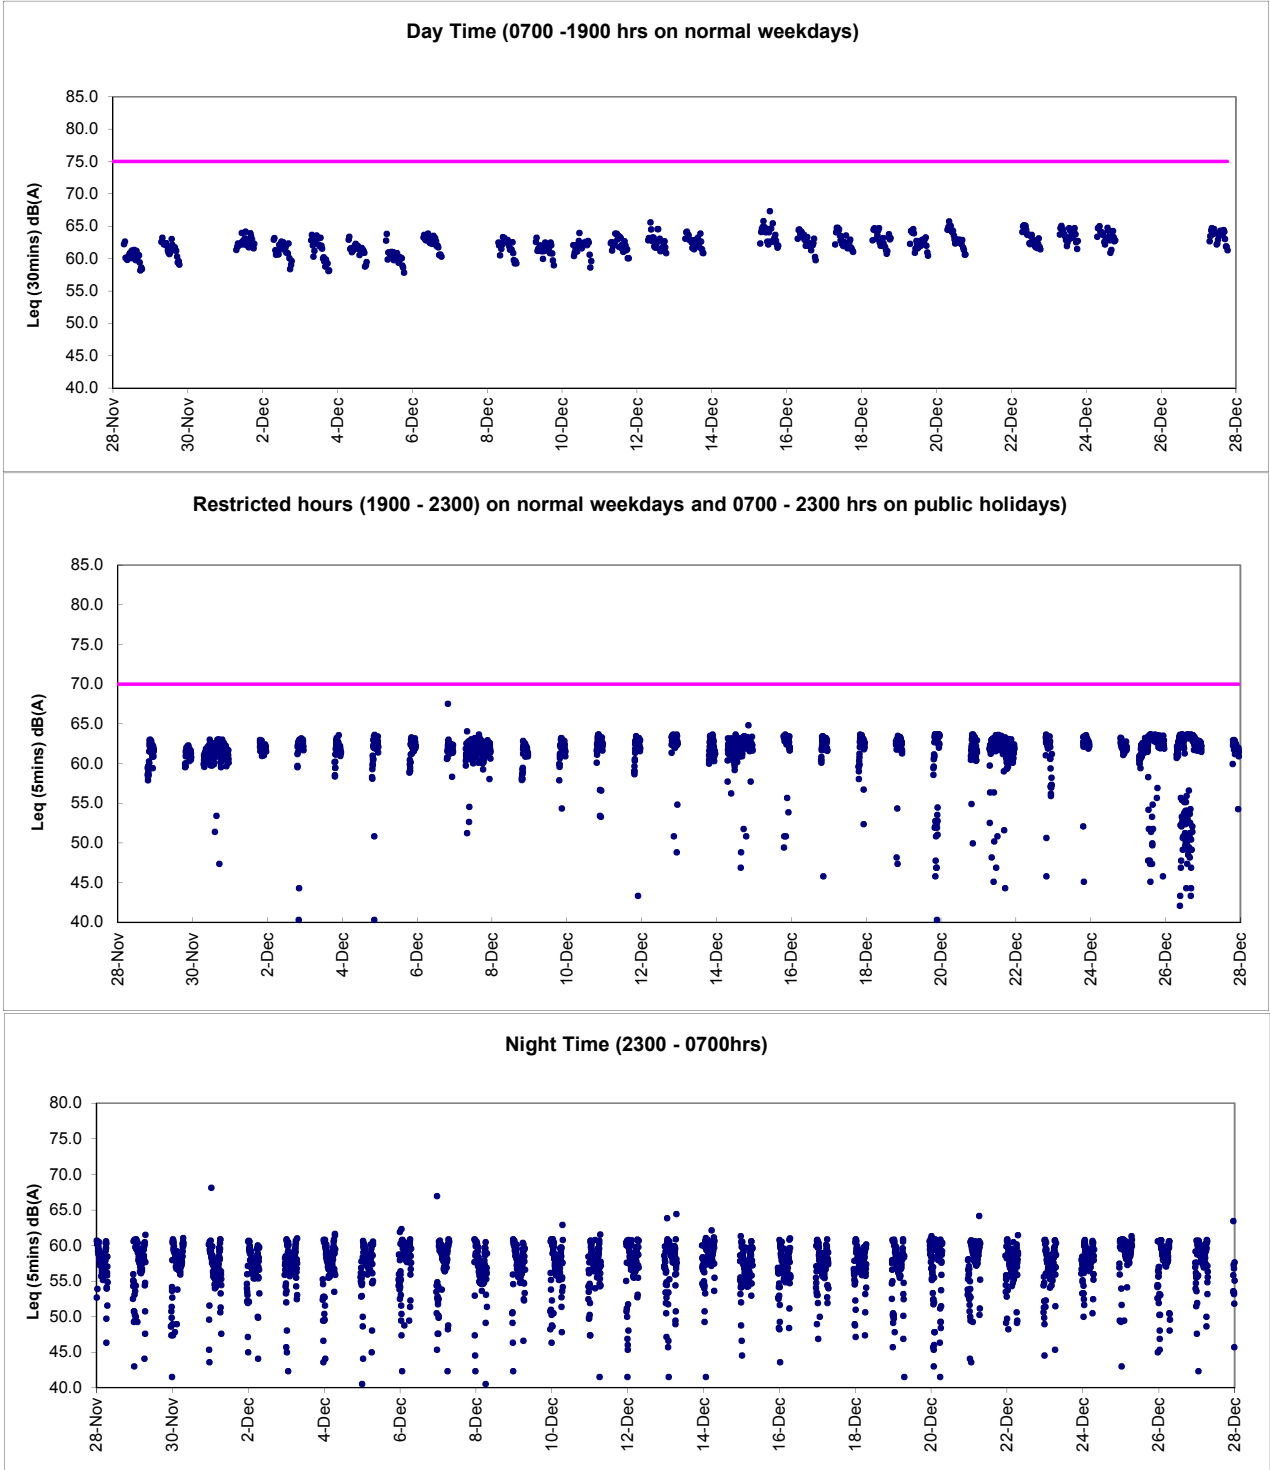 Day Time (0700 -1900 hrs on normal weekdays)
Leq (30mins) dB(A)
85.0
80.0
75.0
70.0
65.0
60.0
55.0
50.0
45.0
40.0
28-Nov
30-Nov
2-Dec
4-Dec
6-Dec
8-Dec
10-Dec
12-Dec
14-Dec
16-Dec
18-Dec
20-Dec
22-Dec
24-Dec
26-Dec
28-Dec
Restricted hours (1900 - 2300) on normal weekdays and 0700 - 2300 hrs on public holidays)
Leq (5mins) dB(A)
85.0
80.0
75.0
70.0
65.0
60.0
55.0
50.0
45.0
40.0
28-Nov
30-Nov
2-Dec
4-Dec
6-Dec
8-Dec
10-Dec
12-Dec
14-Dec
16-Dec
18-Dec
20-Dec
22-Dec
24-Dec
26-Dec
28-Dec
Night Time (2300 - 0700hrs)
Leq (5mins) dB(A)
80.0
75.0
70.0
65.0
60.0
55.0
50.0
45.0
40.0
28-Nov
30-Nov
2-Dec
4-Dec
6-Dec
8-Dec
10-Dec
12-Dec
14-Dec
16-Dec
18-Dec
20-Dec
22-Dec
24-Dec
26-Dec
28-Dec